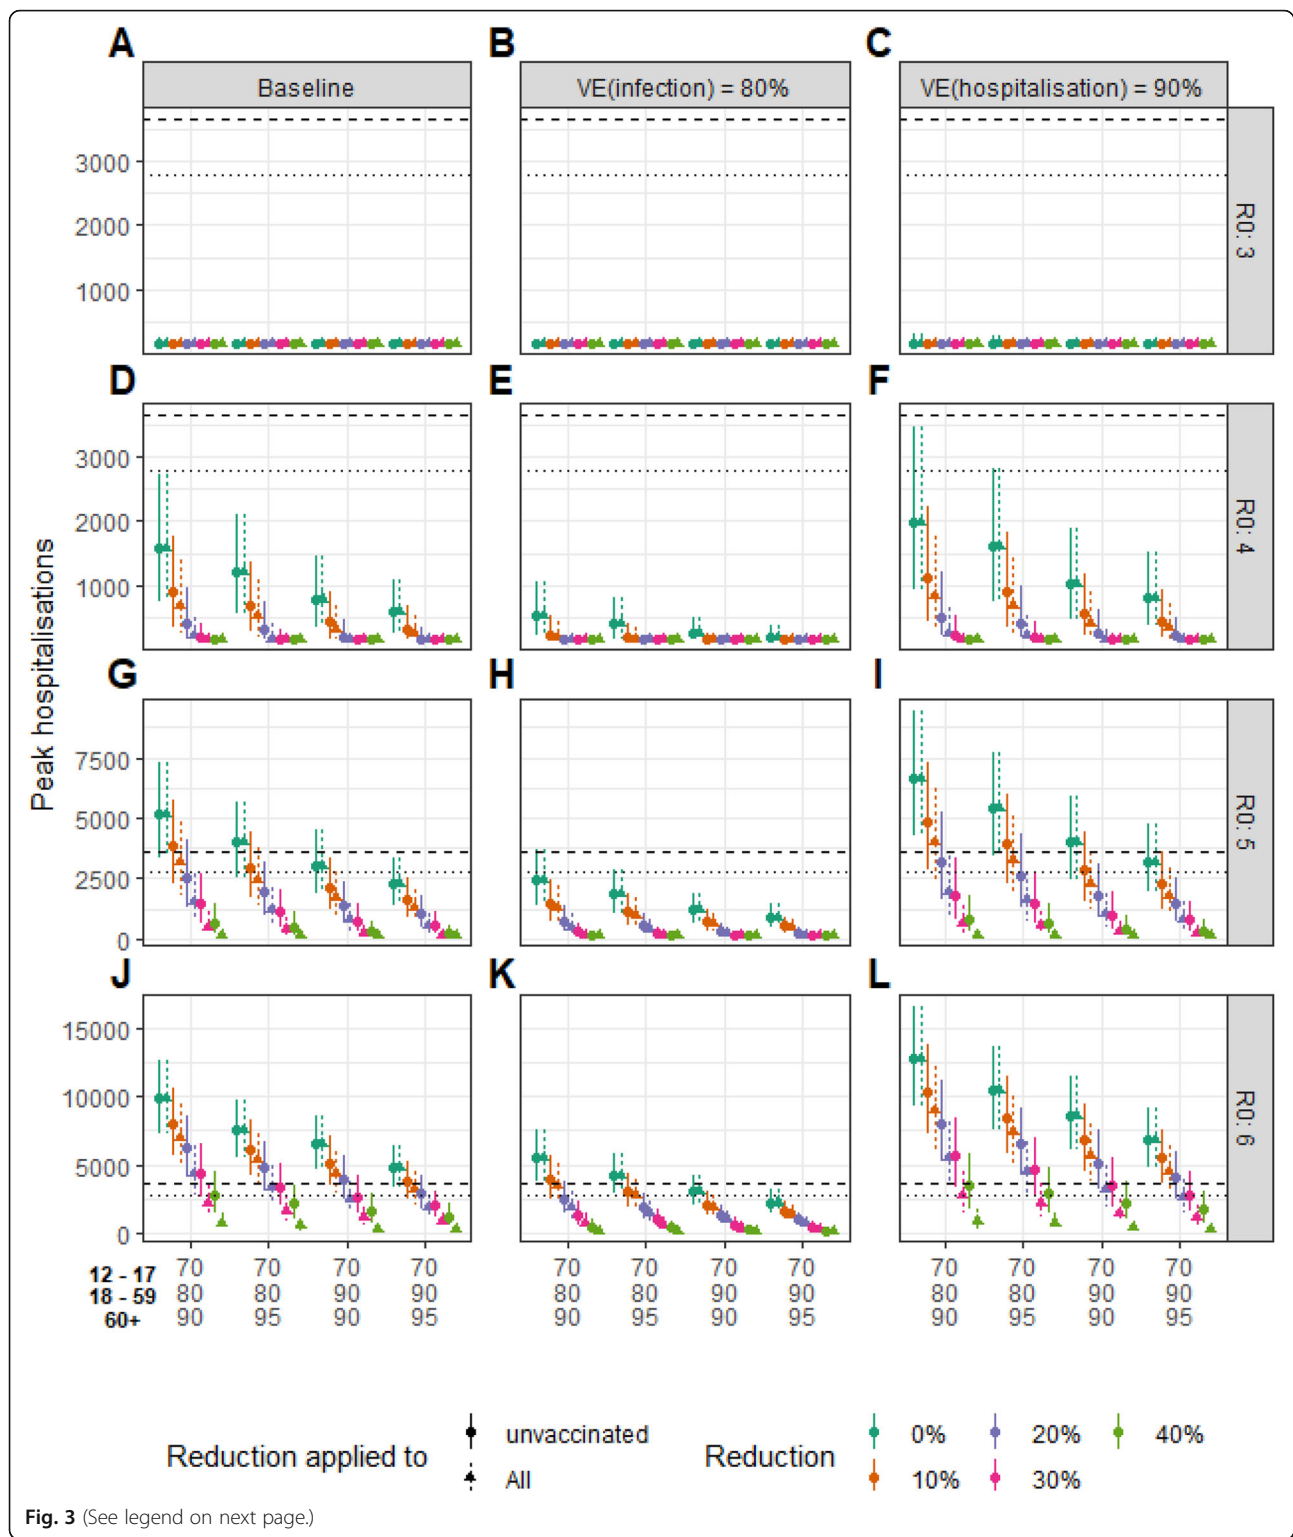 A B C
Baseline VE(infection) = 80% VE(hospitalisation) = 90%
3000
2000
1000
R0: 3
D E F
3000
2000
1000
R0: 4
Peak hospitalisations
G H I
7500
5000
2500
0
R0: 5
J K L
15000
10000
5000
0
R0: 6
12 - 17 70 70 70 70 70 70 70 70 70 70 70 70
18 - 59 80 80 90 90 80 80 90 90 80 80 90 90
60+ 90 95 90 95 90 95 90 95 90 95 90 95
Reduction applied to
unvaccinated
All
Reduction
0% 20% 40%
10% 30%
Fig. 3 (See legend on next page.)